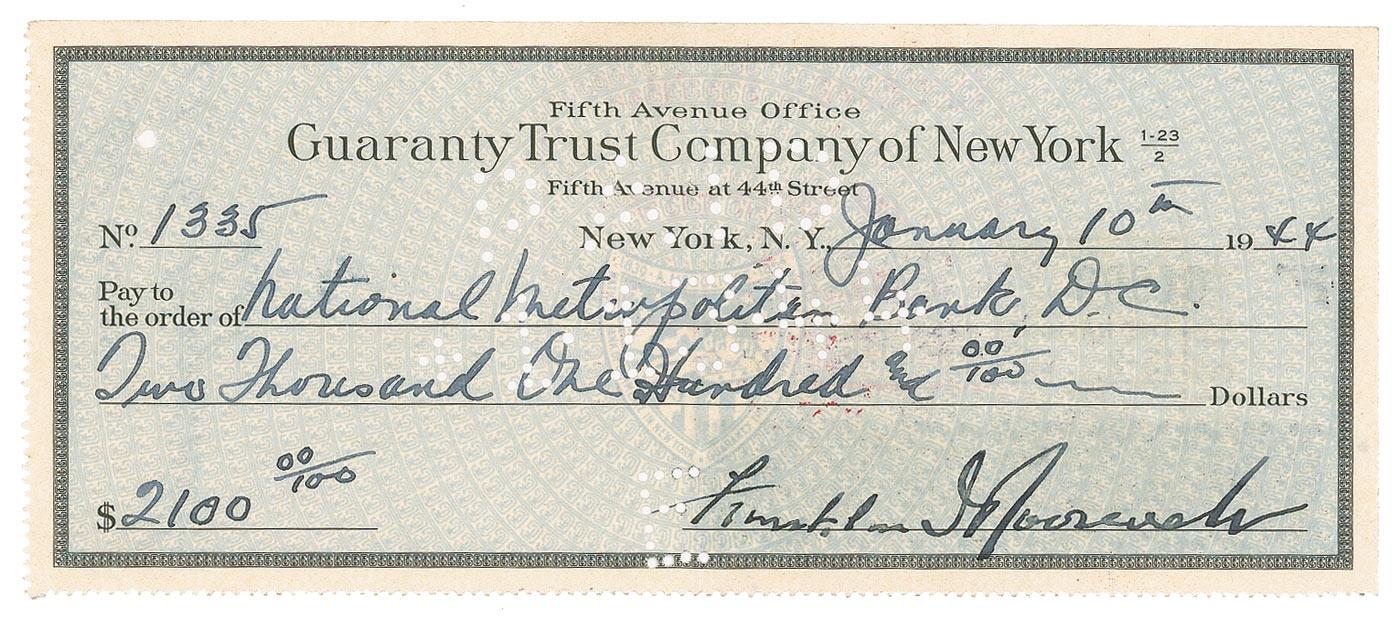 Fifth Avenue Office
Guaranty Trust Company of New York 1-23/2
Fifth Avenue at 44th Street
No. 1335 New York, N. Y., January 10th 1944
Pay to
the order of National Metropolitan Bank, D.C.
Two Thousand One Hundred and 00/100 Dollars
$2100 00/100 Franklin D Roosevelt